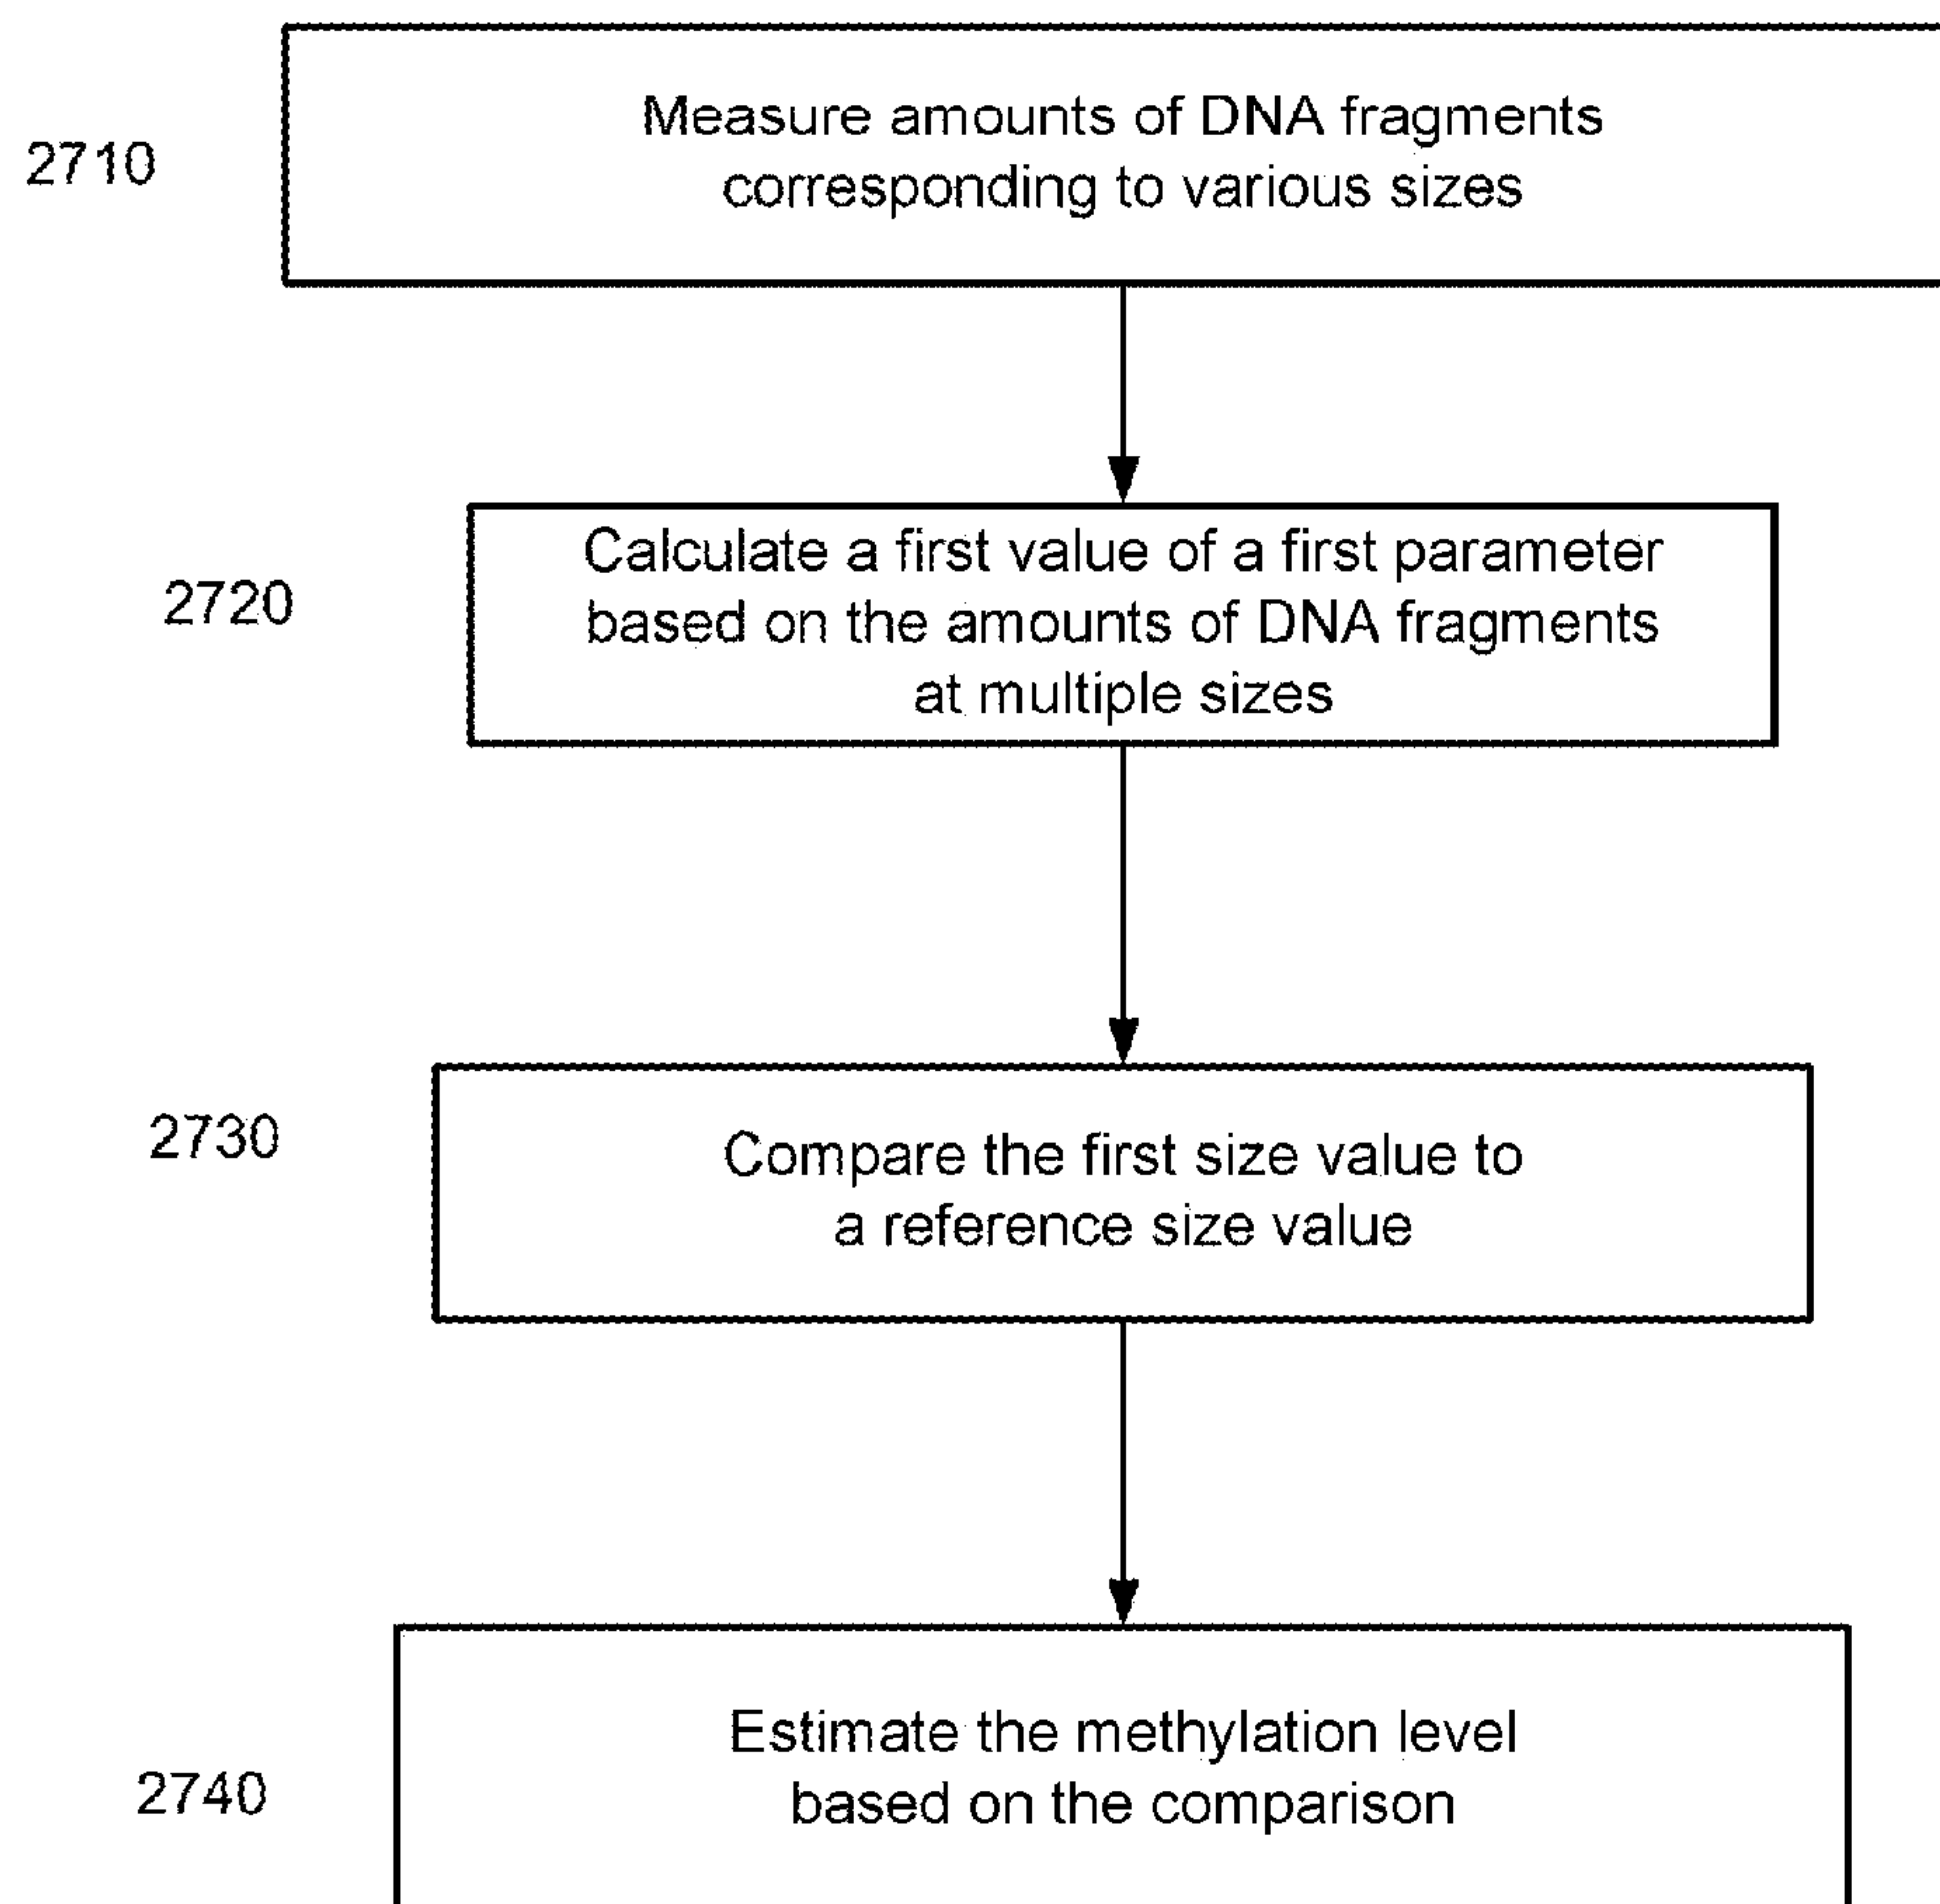 Measure amounts of DNA fragments
2710
corresponding to various sizes
Calculate a first value of a first parameter
2720
based on the amounts of DNA fragments
at multiple sizes
2730
Compare the first size value to
a reference size value
Estimate the methylation level
2740
based on the comparison